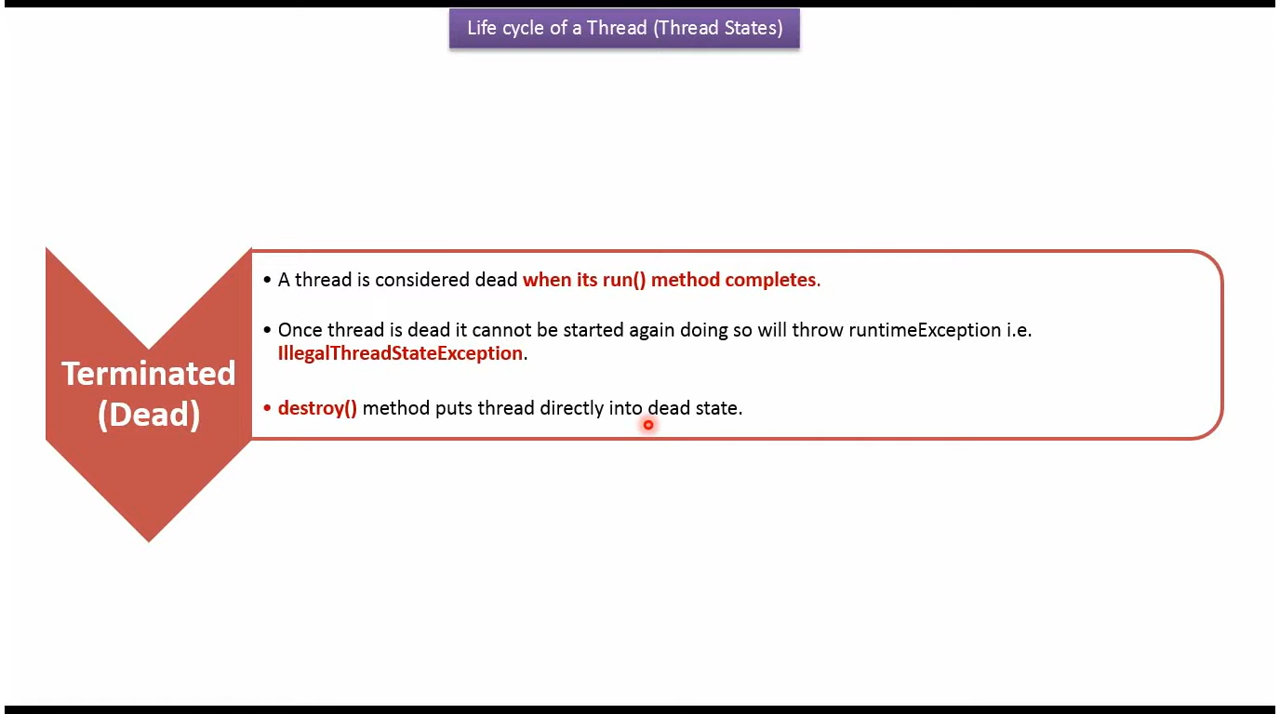 Life cycle of a Thread (Thread States)
Terminated
(Dead)
• A thread is considered dead when its run() method completes.
• Once thread is dead it cannot be started again doing so will throw runtimeException i.e.
IllegalThreadStateException.
• destroy() method puts thread directly into dead state.